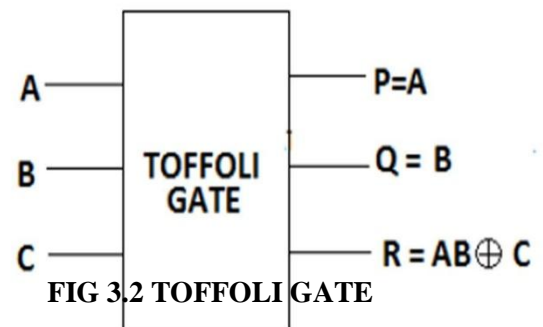 A
P=A
B
TOFFOLI
GATE
Q = B
C
R = AB⊕ C
FIG 3.2 TOFFOLI GATE